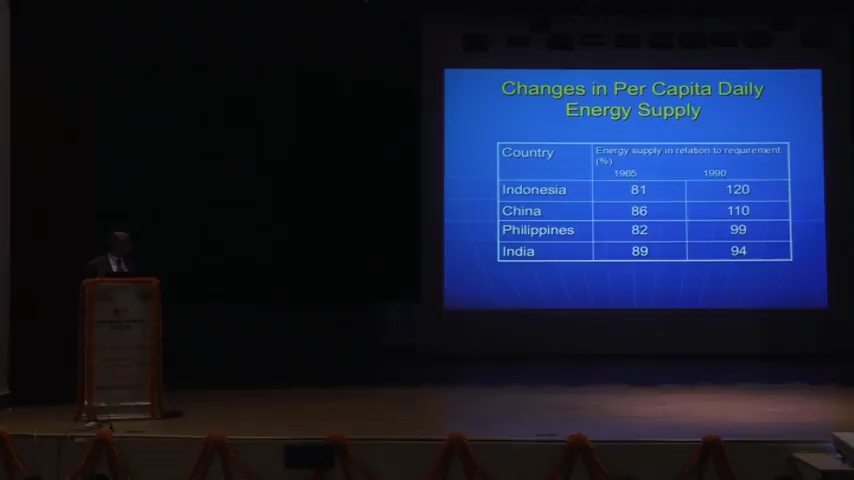 Changes in Per Capita Daily
Energy Supply
Country
Energy supply in relation to requirement
(%)
1965 1990
Indonesia 81 120
China 86 110
Philippines 82 99
India 89 94